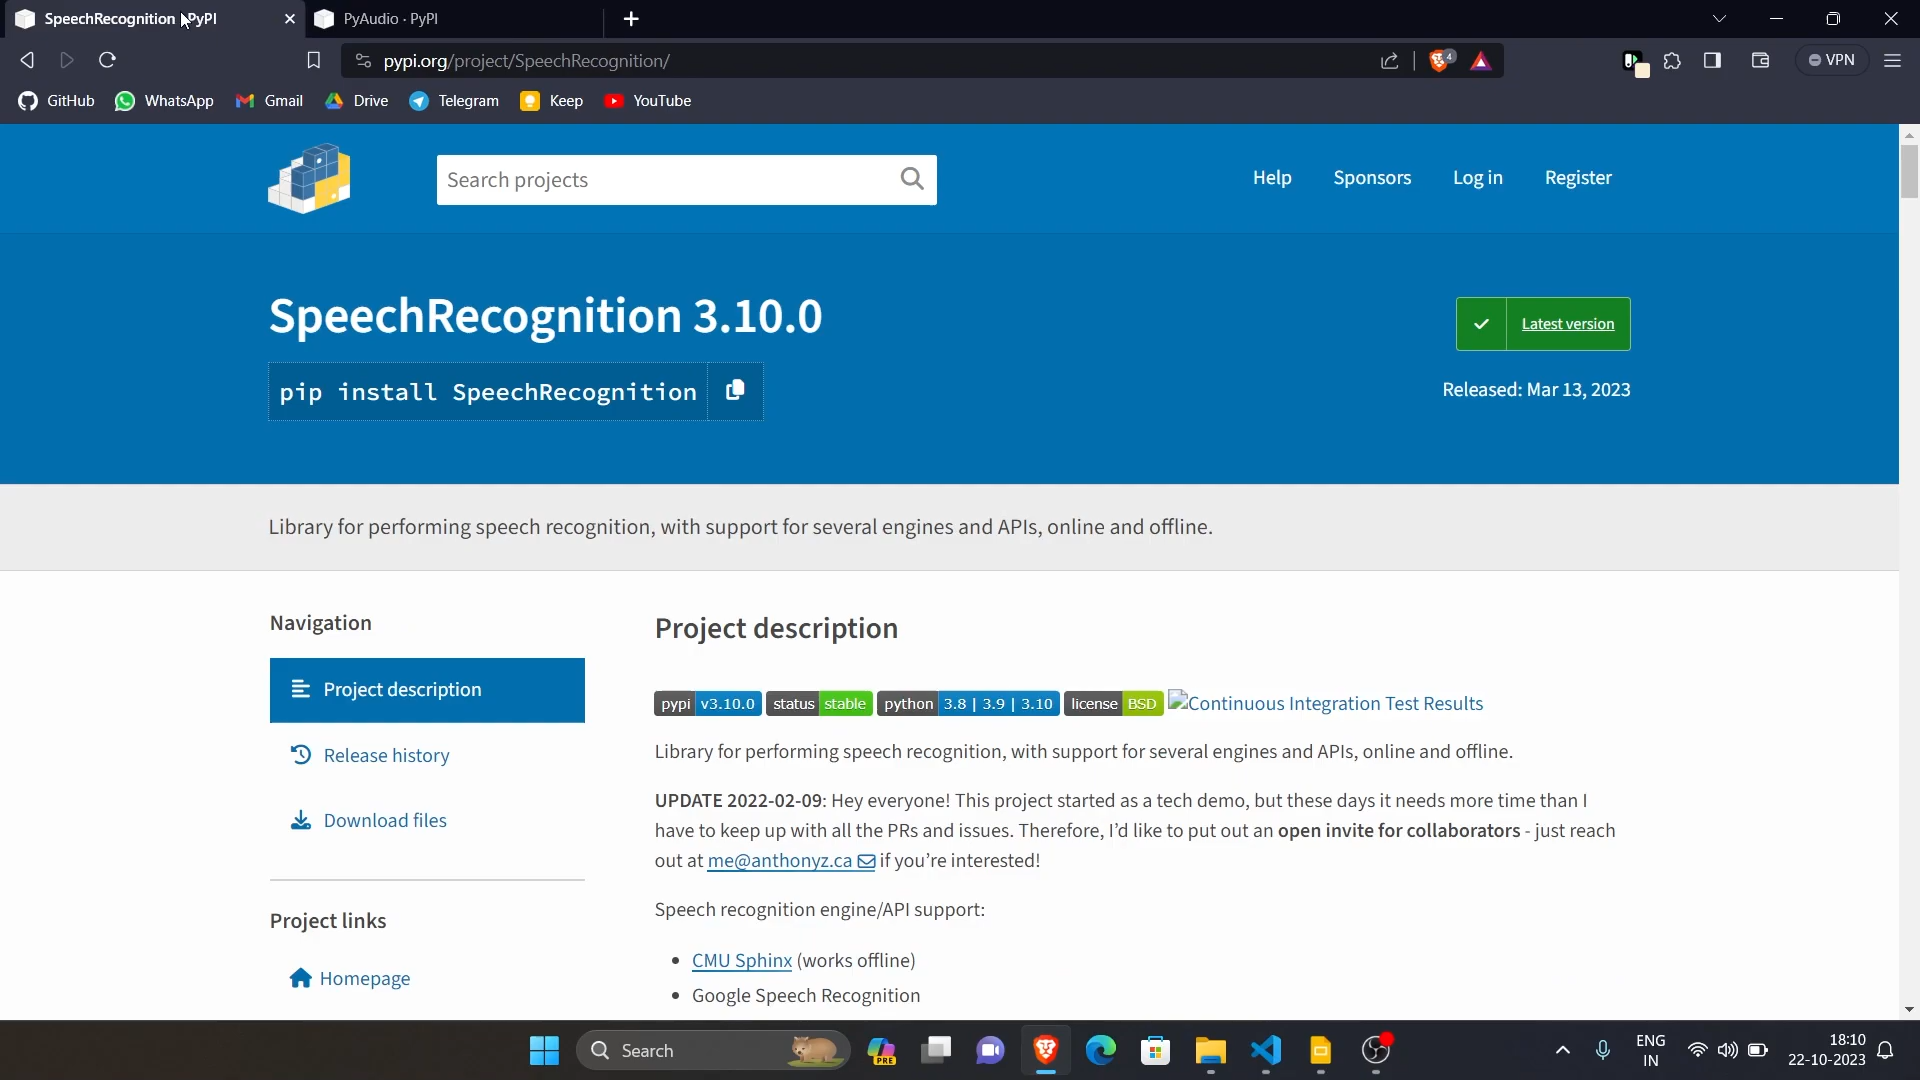 SpeechRecognition · PyPI
PyAudio · PyPI
pypi.org/project/SpeechRecognition/
4
VPN
GitHub
WhatsApp
Gmail
Drive
Telegram
Keep
YouTube
Search projects
Help
Sponsors
Log in
Register
SpeechRecognition 3.10.0
Latest version
pip install SpeechRecognition
Released: Mar 13, 2023
Library for performing speech recognition, with support for several engines and APIs, online and offline.
Navigation
Project description
Release history
Download files
Project links
Homepage
Project description
pypi v3.10.0 status stable python 3.8 | 3.9 | 3.10 license BSD Continuous Integration Test Results
Library for performing speech recognition, with support for several engines and APIs, online and offline.
UPDATE 2022-02-09: Hey everyone! This project started as a tech demo, but these days it needs more time than I
have to keep up with all the PRs and issues. Therefore, I’d like to put out an open invite for collaborators - just reach
out at me@anthonyz.ca if you’re interested!
Speech recognition engine/API support:
• CMU Sphinx (works offline)
• Google Speech Recognition
Search
PRE
ENG
IN
18:10
22-10-2023